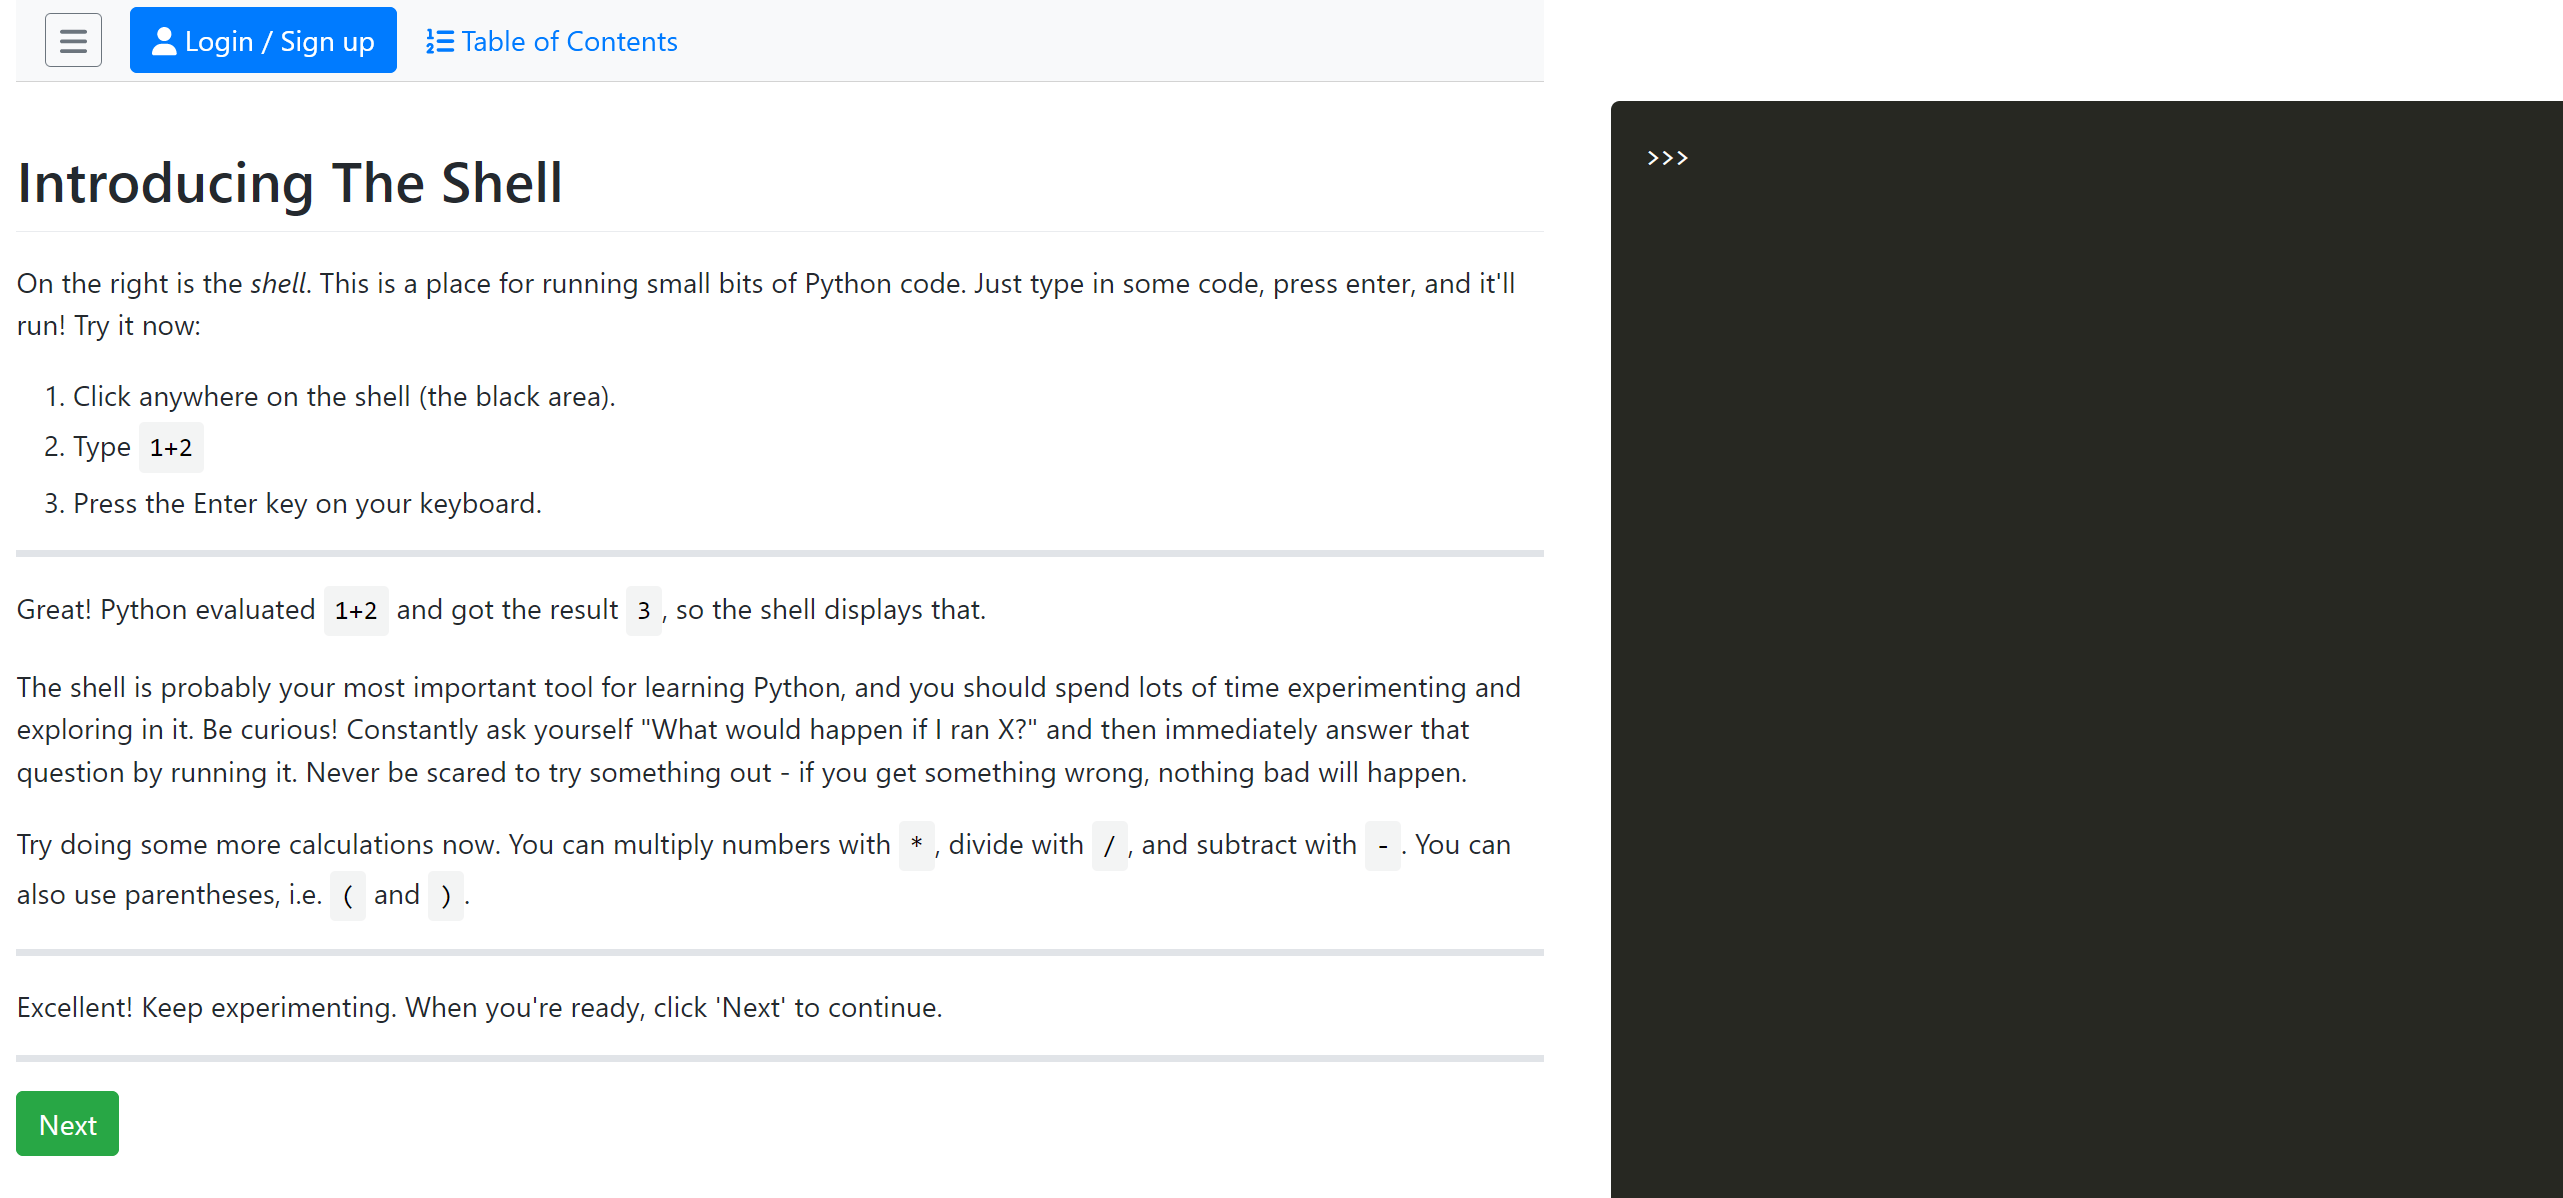 Login / Sign up
Table of Contents
Introducing The Shell
On the right is the shell. This is a place for running small bits of Python code. Just type in some code, press enter, and it'll
run! Try it now:
1. Click anywhere on the shell (the black area).
2. Type 1+2
3. Press the Enter key on your keyboard.
Great! Python evaluated 1+2 and got the result 3, so the shell displays that.
The shell is probably your most important tool for learning Python, and you should spend lots of time experimenting and
exploring in it. Be curious! Constantly ask yourself "What would happen if I ran X?" and then immediately answer that
question by running it. Never be scared to try something out - if you get something wrong, nothing bad will happen.
Try doing some more calculations now. You can multiply numbers with *, divide with /, and subtract with -. You can
also use parentheses, i.e. ( and ).
Excellent! Keep experimenting. When you're ready, click 'Next' to continue.
Next
>>>